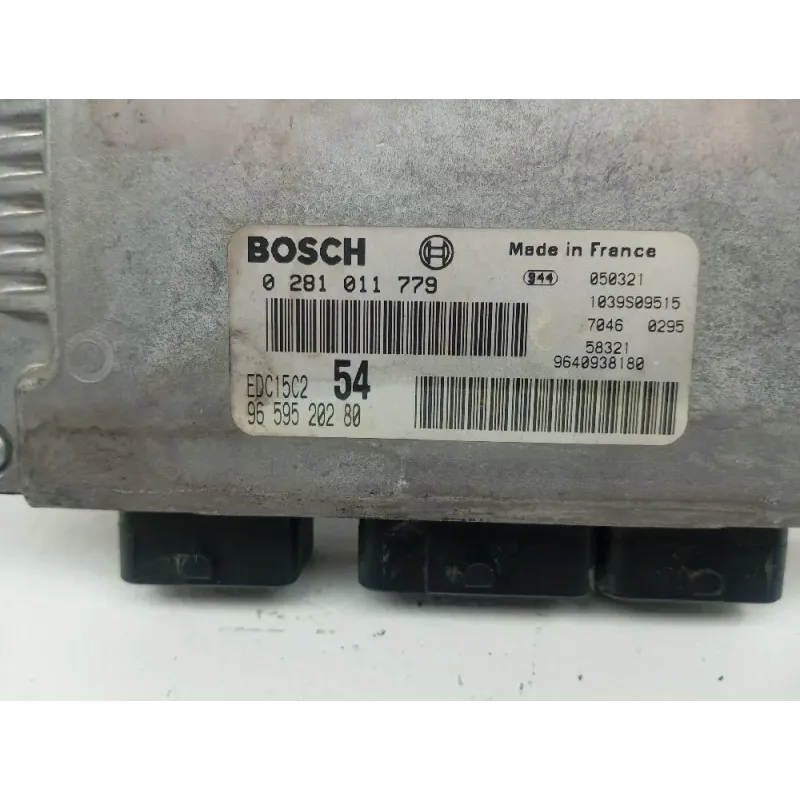 BOSCH
Made in France
0 281 011 779
944
050321
1039S09515
7046 0295
58321
9640938180
EDC15C2 54
96 595 202 80